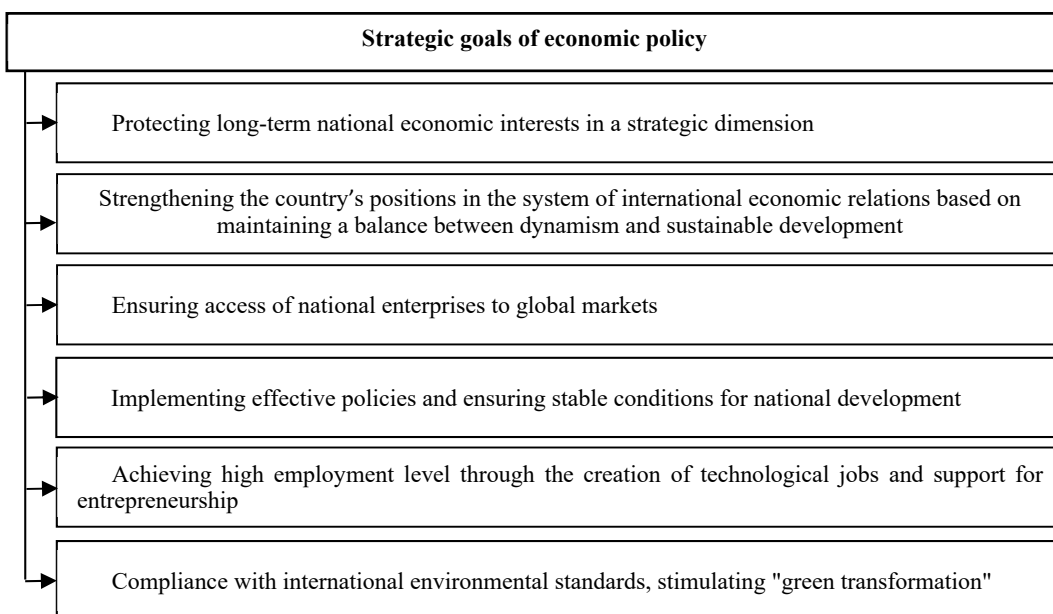 Strategic goals of economic policy
Protecting long-term national economic interests in a strategic dimension
Strengthening the country′s positions in the system of international economic relations based on
maintaining a balance between dynamism and sustainable development
Ensuring access of national enterprises to global markets
Implementing effective policies and ensuring stable conditions for national development
Achieving high employment level through the creation of technological jobs and support for
entrepreneurship
Compliance with international environmental standards, stimulating "green transformation"